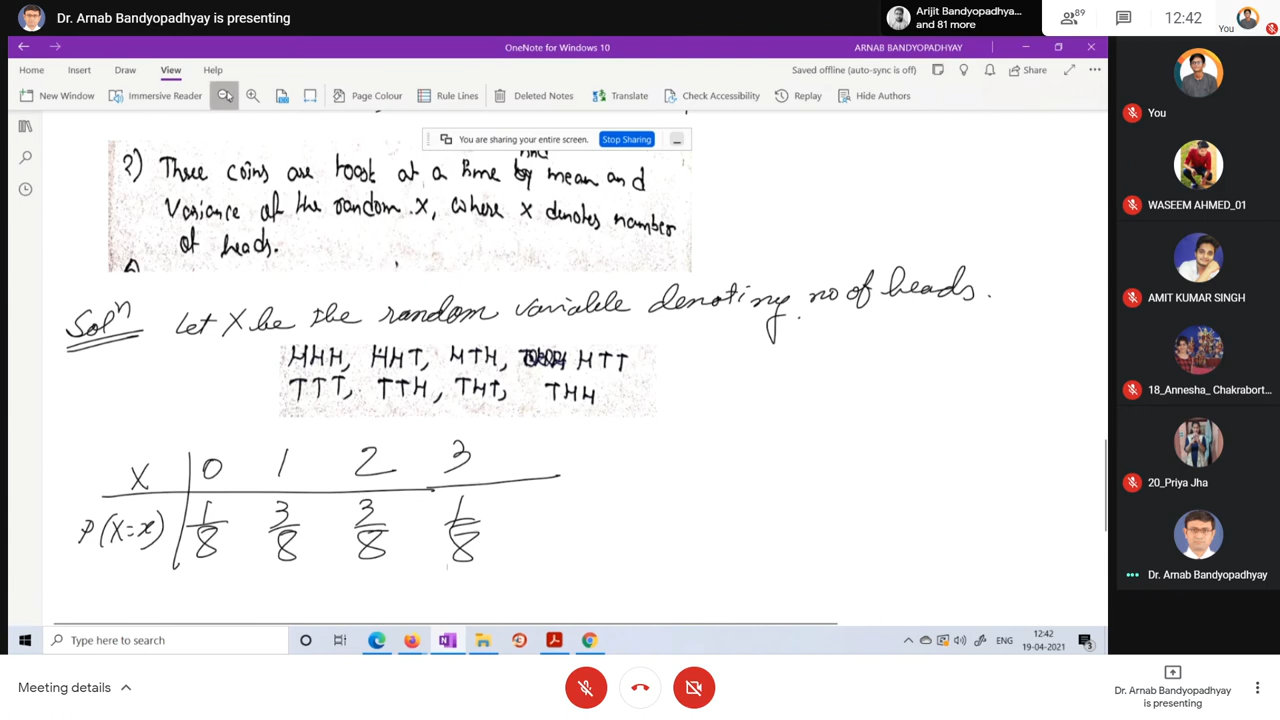 Dr. Arnab Bandyopadhyay is presenting
Arijit Bandyopadhya...
and 81 more
89
12:42
You
OneNote for Windows 10
ARNAB BANDYOPADHYAY
Home Insert Draw View Help
Saved offline (auto-sync is off)
Share
New Window Immersive Reader Page Colour Rule Lines Deleted Notes Translate Check Accessibility Replay Hide Authors
You are sharing your entire screen. Stop Sharing
2) Three coins are tosst at a time by mean and
Variance of the random X, where X denotes number
of heads.
Soln Let X be the random variable denoting no of heads.
HHH, HHT, HTH, HTT
TTT, TTH, THT, THH
X 0 1 2 3
P(X=x) 1/8 3/8 3/8 1/8
You
WASEEM AHMED_01
AMIT KUMAR SINGH
18_Annesha_ Chakrabort...
20_Priya Jha
Dr. Arnab Bandyopadhyay
Type here to search
ENG
12:42
19-04-2021
3
Meeting details
Dr. Arnab Bandyopadhyay
is presenting